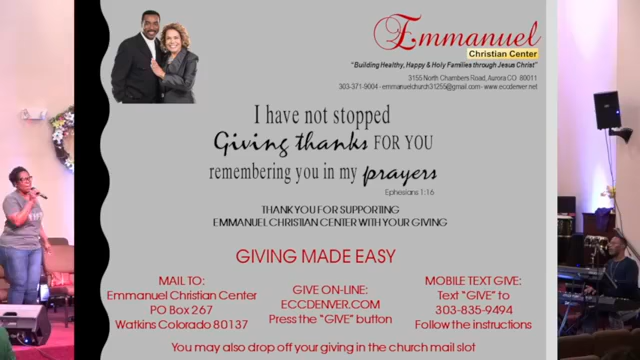 Emmanuel
Christian Center
"Building Healthy, Happy & Holy Families through Jesus Christ"
3155 North Chambers Road, Aurora CO 80011
303-371-9004 - emmanuelchurch31255@gmail.com - www.eccdenver.net
I have not stopped
Giving thanks FOR YOU
remembering you in my prayers
Ephesians 1:16
THANK YOU FOR SUPPORTING
EMMANUEL CHRISTIAN CENTER WITH YOUR GIVING
GIVING MADE EASY
MAIL TO:
Emmanuel Christian Center
PO Box 267
Watkins Colorado 80137
GIVE ON-LINE:
ECCDENVER.COM
Press the "GIVE" button
MOBILE TEXT GIVE:
Text "GIVE" to
303-835-9494
Follow the instructions
You may also drop off your giving in the church mail slot